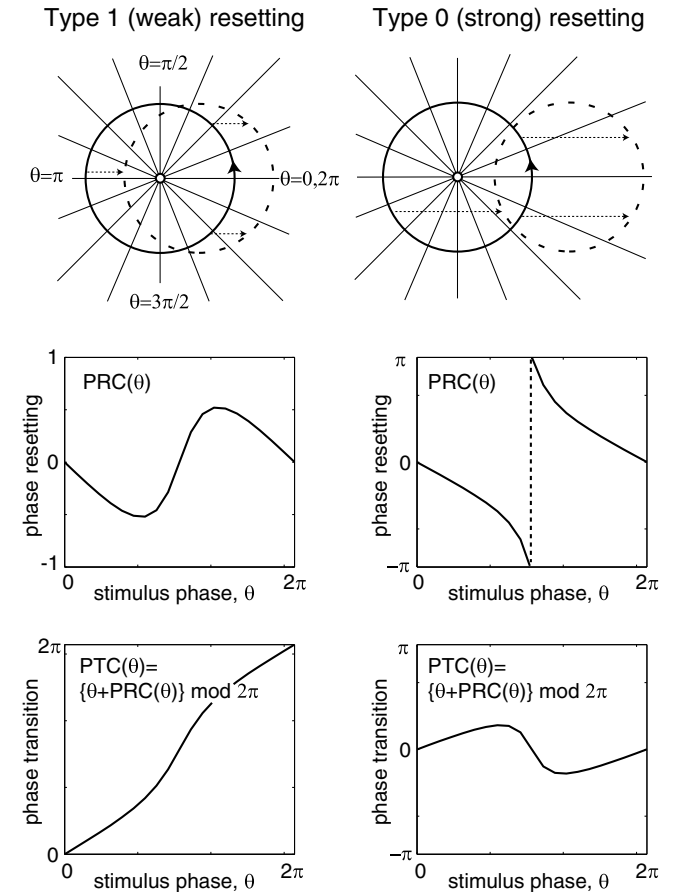 Type 1 (weak) resetting
Type 0 (strong) resetting
θ=π/2
θ=π
θ=0,2π
θ=3π/2
1
PRC(θ)
phase resetting
0
-1
0
2π
stimulus phase, θ
π
PRC(θ)
phase resetting
0
−π
0
2π
stimulus phase, θ
2π
PTC(θ)=
{θ+PRC(θ)} mod 2π
phase transition
0
0
2π
stimulus phase, θ
π
PTC(θ)=
{θ+PRC(θ)} mod 2π
phase transition
0
−π
0
2π
stimulus phase, θ